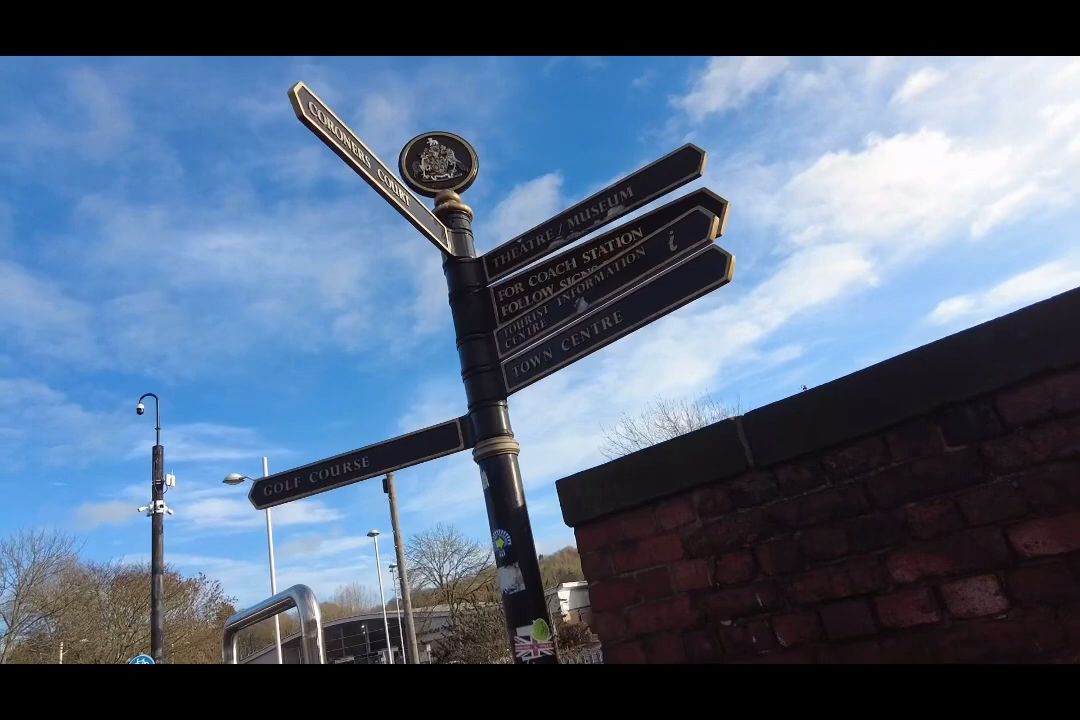 CORONERS COURT
THEATRE / MUSEUM
FOR COACH STATION
FOLLOW SIGNS
TOURIST INFORMATION
CENTRE
i
TOWN CENTRE
GOLF COURSE